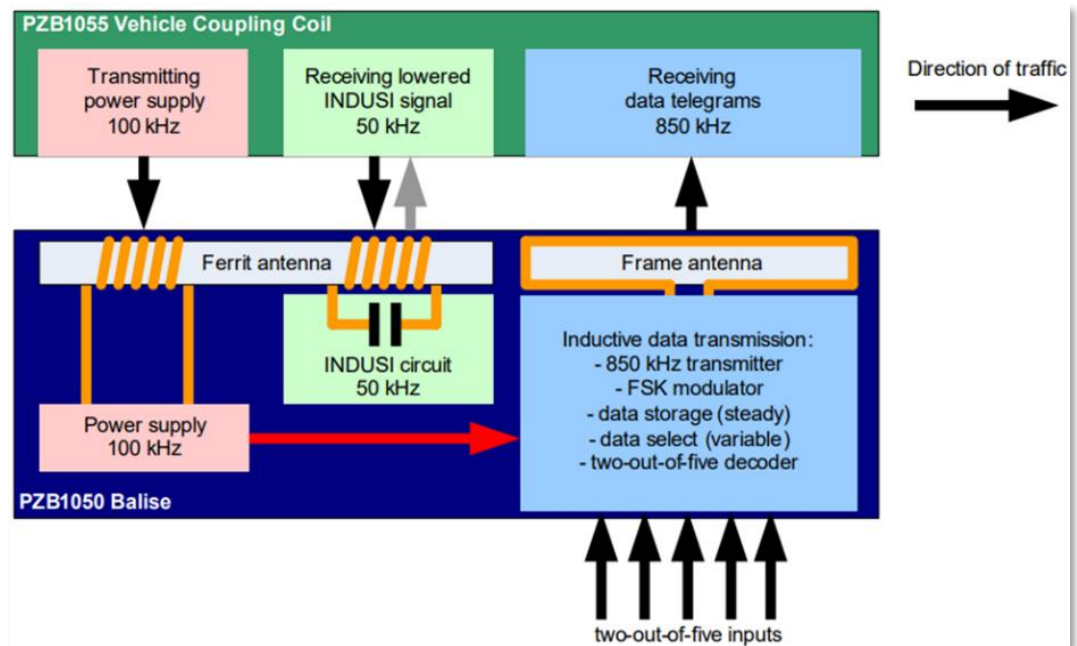 PZB1055 Vehicle Coupling Coil
Transmitting
power supply
100 kHz
Receiving lowered
INDUSI signal
50 kHz
Receiving
data telegrams
850 kHz
Direction of traffic
Ferrit antenna
Frame antenna
INDUSI circuit
50 kHz
Power supply
100 kHz
Inductive data transmission:
- 850 kHz transmitter
- FSK modulator
- data storage (steady)
- data select (variable)
- two-out-of-five decoder
PZB1050 Balise
two-out-of-five inputs